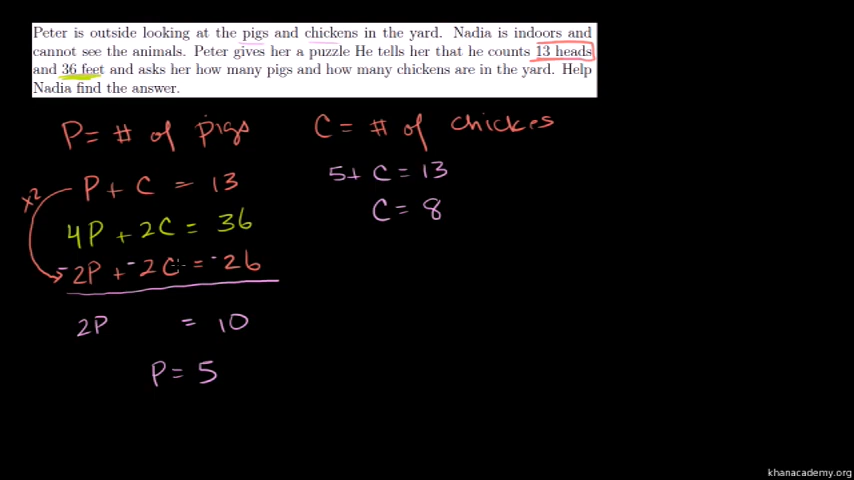 Peter is outside looking at the pigs and chickens in the yard. Nadia is indoors and
cannot see the animals. Peter gives her a puzzle He tells her that he counts 13 heads
and 36 feet and asks her how many pigs and how many chickens are in the yard. Help
Nadia find the answer.
P = # of pigs
C = # of chickes
P + C = 13
5 + C = 13
x2
4P + 2C = 36
C = 8
-2P + -2C = -26
2P = 10
P = 5
khanacademy.org